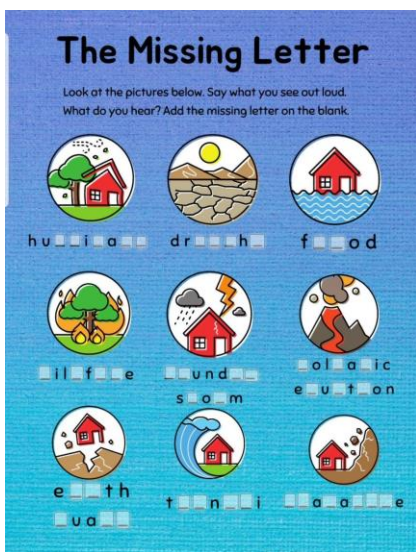 The Missing Letter
Look at the pictures below. Say what you see out loud.
What do you hear? Add the missing letter on the blank.
hu__i_a__ dr___h_ f__od
_il_f__e __und__ _ol_a_ic
s_o_m e_u_t_on
e__th t__n__i __a_a___e
_ua__